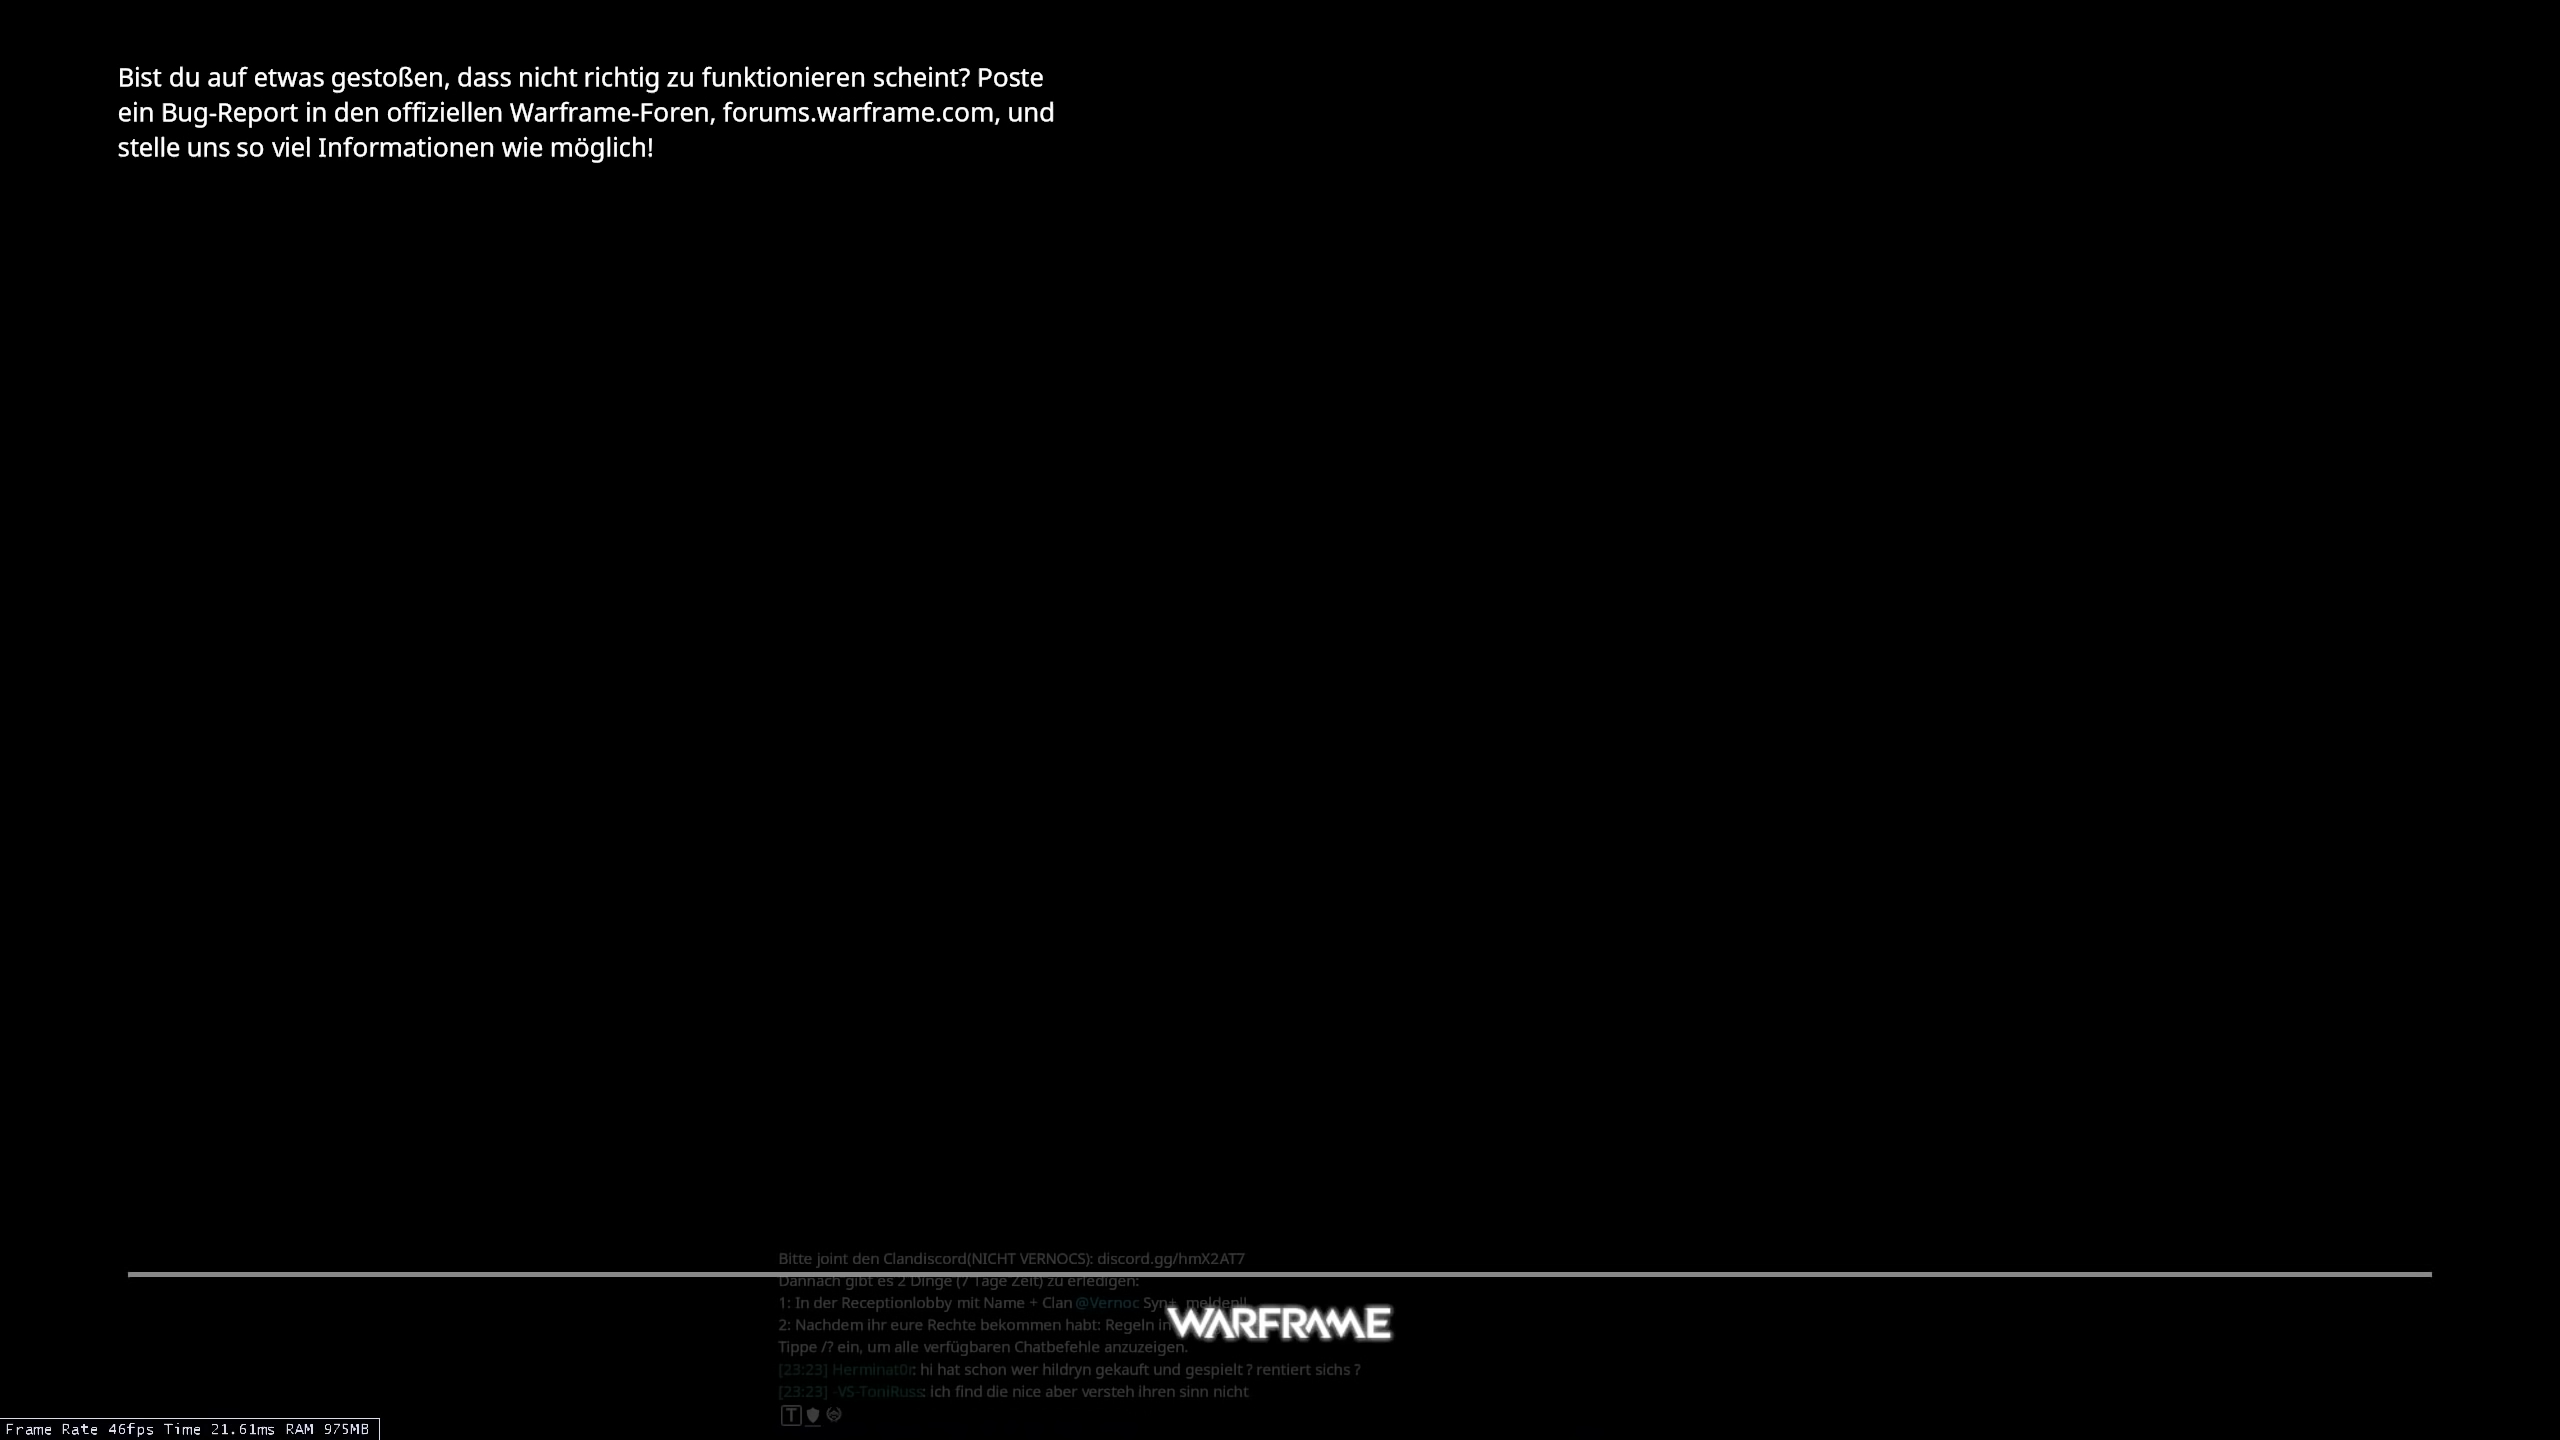 Bist du auf etwas gestoßen, dass nicht richtig zu funktionieren scheint? Poste
ein Bug-Report in den offiziellen Warframe-Foren, forums.warframe.com, und
stelle uns so viel Informationen wie möglich!
Bitte joint den Clandiscord(NICHT VERNOCS): discord.gg/hmX2AT7
Dannach gibt es 2 Dinge (7 Tage Zeit) zu erledigen:
1: In der Receptionlobby mit Name + Clan @Vernoc melden!!
2: Nachdem ihr eure Rechte bekommen habt: Regeln
WARFRAME
Tippe /? ein, um alle verfügbaren Chatbefehle anzuzeigen.
[23:23] Herminat0r: hi hat schon wer hildryn gekauft und gespielt ? rentiert sichs ?
[23:23] -VS-ToniRuss: ich find die nice aber versteh ihren sinn nicht
T
Frame Rate 46fps Time 21.61ms RAM 975MB